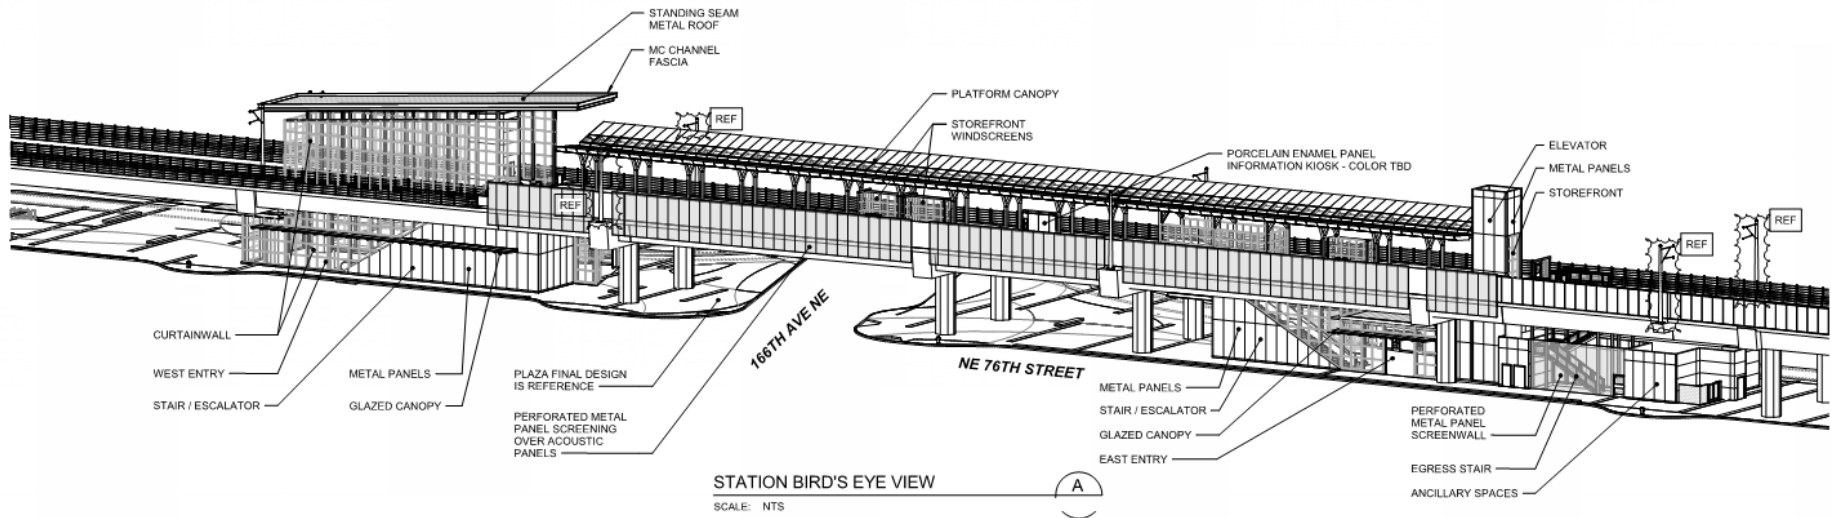 STANDING SEAM
METAL ROOF
MC CHANNEL
FASCIA
REF
PLATFORM CANOPY
STOREFRONT
WINDSCREENS
PORCELAIN ENAMEL PANEL
INFORMATION KIOSK - COLOR TBD
ELEVATOR
METAL PANELS
STOREFRONT
REF
REF
REF
CURTAINWALL
WEST ENTRY
STAIR / ESCALATOR
METAL PANELS
GLAZED CANOPY
PLAZA FINAL DESIGN
IS REFERENCE
PERFORATED METAL
PANEL SCREENING
OVER ACOUSTIC
PANELS
166TH AVE NE
NE 76TH STREET
METAL PANELS
STAIR / ESCALATOR
GLAZED CANOPY
EAST ENTRY
PERFORATED
METAL PANEL
SCREENWALL
EGRESS STAIR
ANCILLARY SPACES
STATION BIRD'S EYE VIEW
A
SCALE: NTS